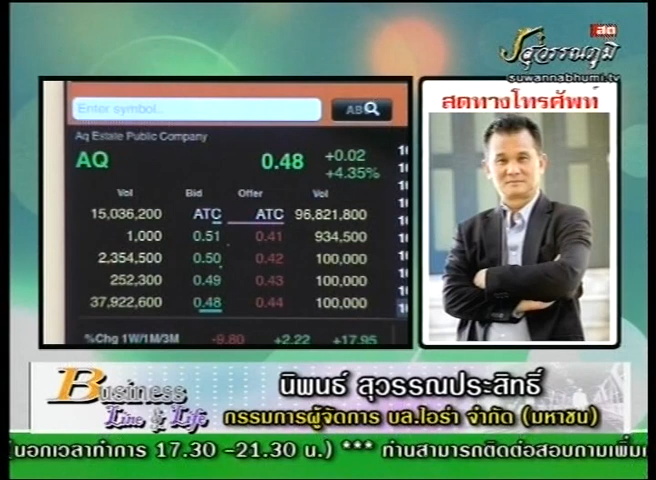 สด
สุวรรณภูมิ
suwannabhumi.tv
สดทางโทรศัพท์
Enter symbol...
AB
Aq Estate Public Company
AQ 0.48 +0.02
+4.35%
Vol Bid Offer Vol
15,036,200 ATC ATC 96,821,800
1,000 0.51 0.41 934,500
2,354,500 0.50 0.42 100,000
252,300 0.49 0.43 100,000
37,922,600 0.48 0.44 100,000
%Chg 1W/1M/3M -9.80 +2.22 +17.95
Business
Line & Life
นิพนธ์ สุวรรณประสิทธิ์
กรรมการผู้จัดการ บล.ไอร่า จำกัด (มหาชน)
(นอกเวลาทำการ 17.30 -21.30 น.) *** ท่านสามารถติดต่อสอบถามเพิ่มเ